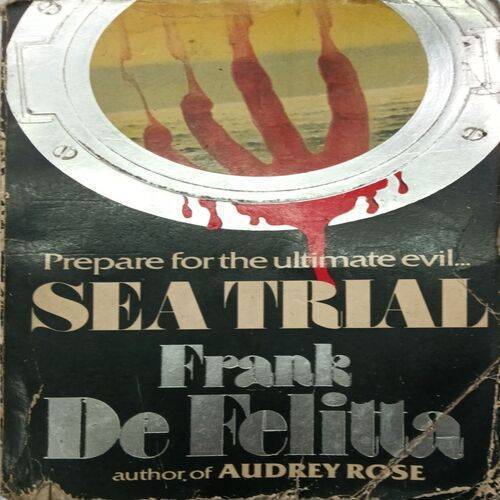 Prepare for the ultimate evil...
SEA TRIAL
Frank
De Felitta
author of AUDREY ROSE